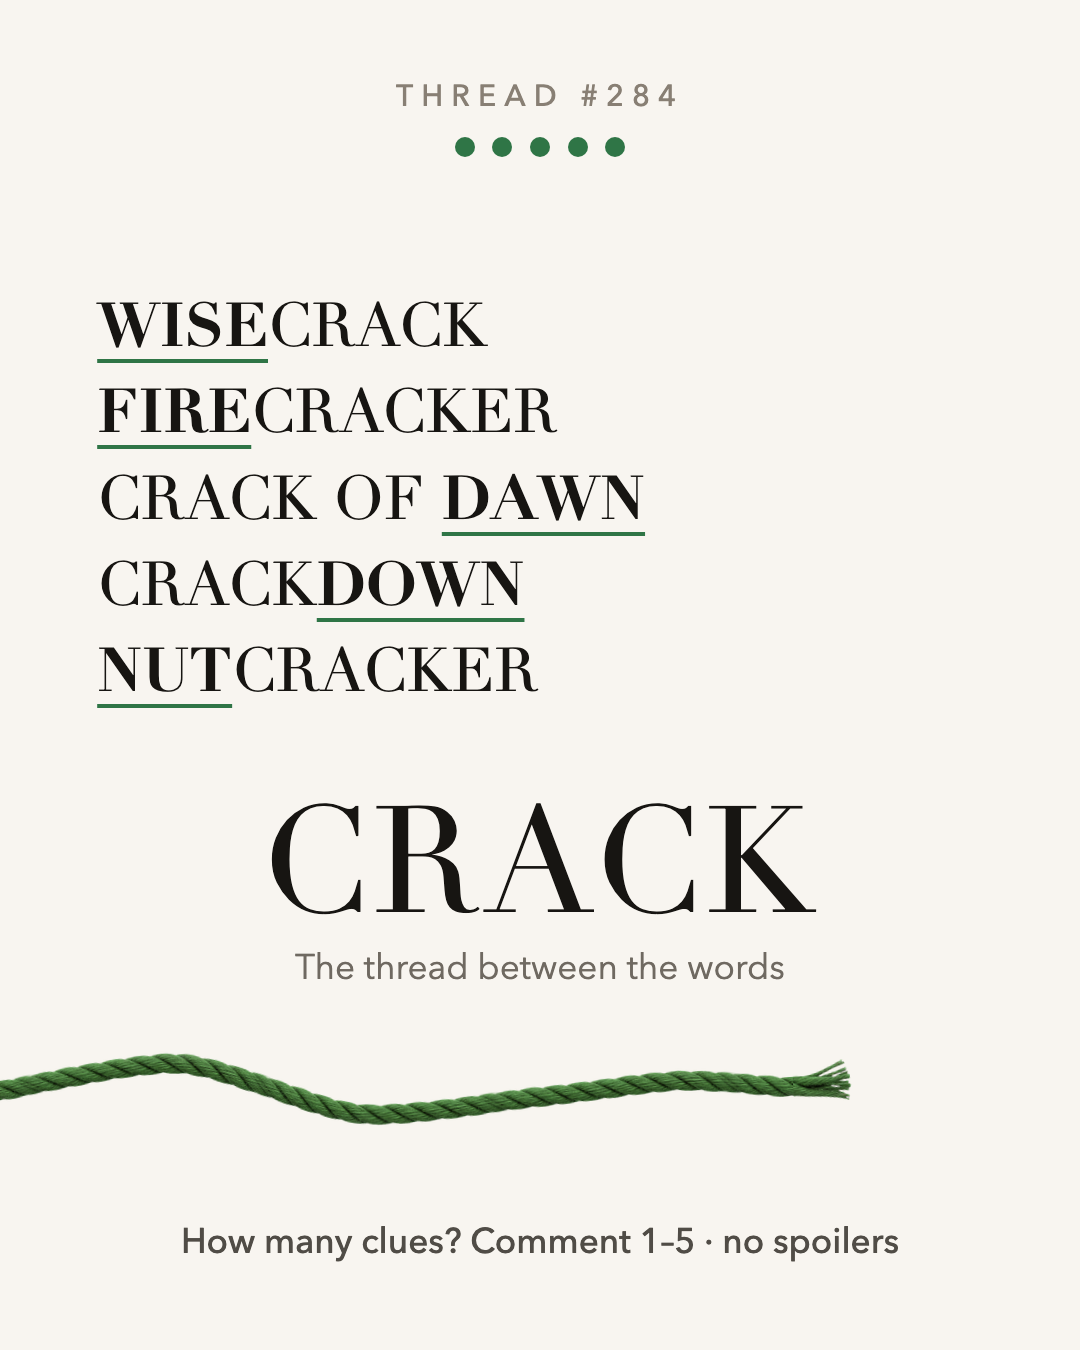 THREAD #284
WISECRACK
FIRECRACKER
CRACK OF DAWN
CRACKDOWN
NUTCRACKER
CRACK
The thread between the words
How many clues? Comment 1–5 · no spoilers